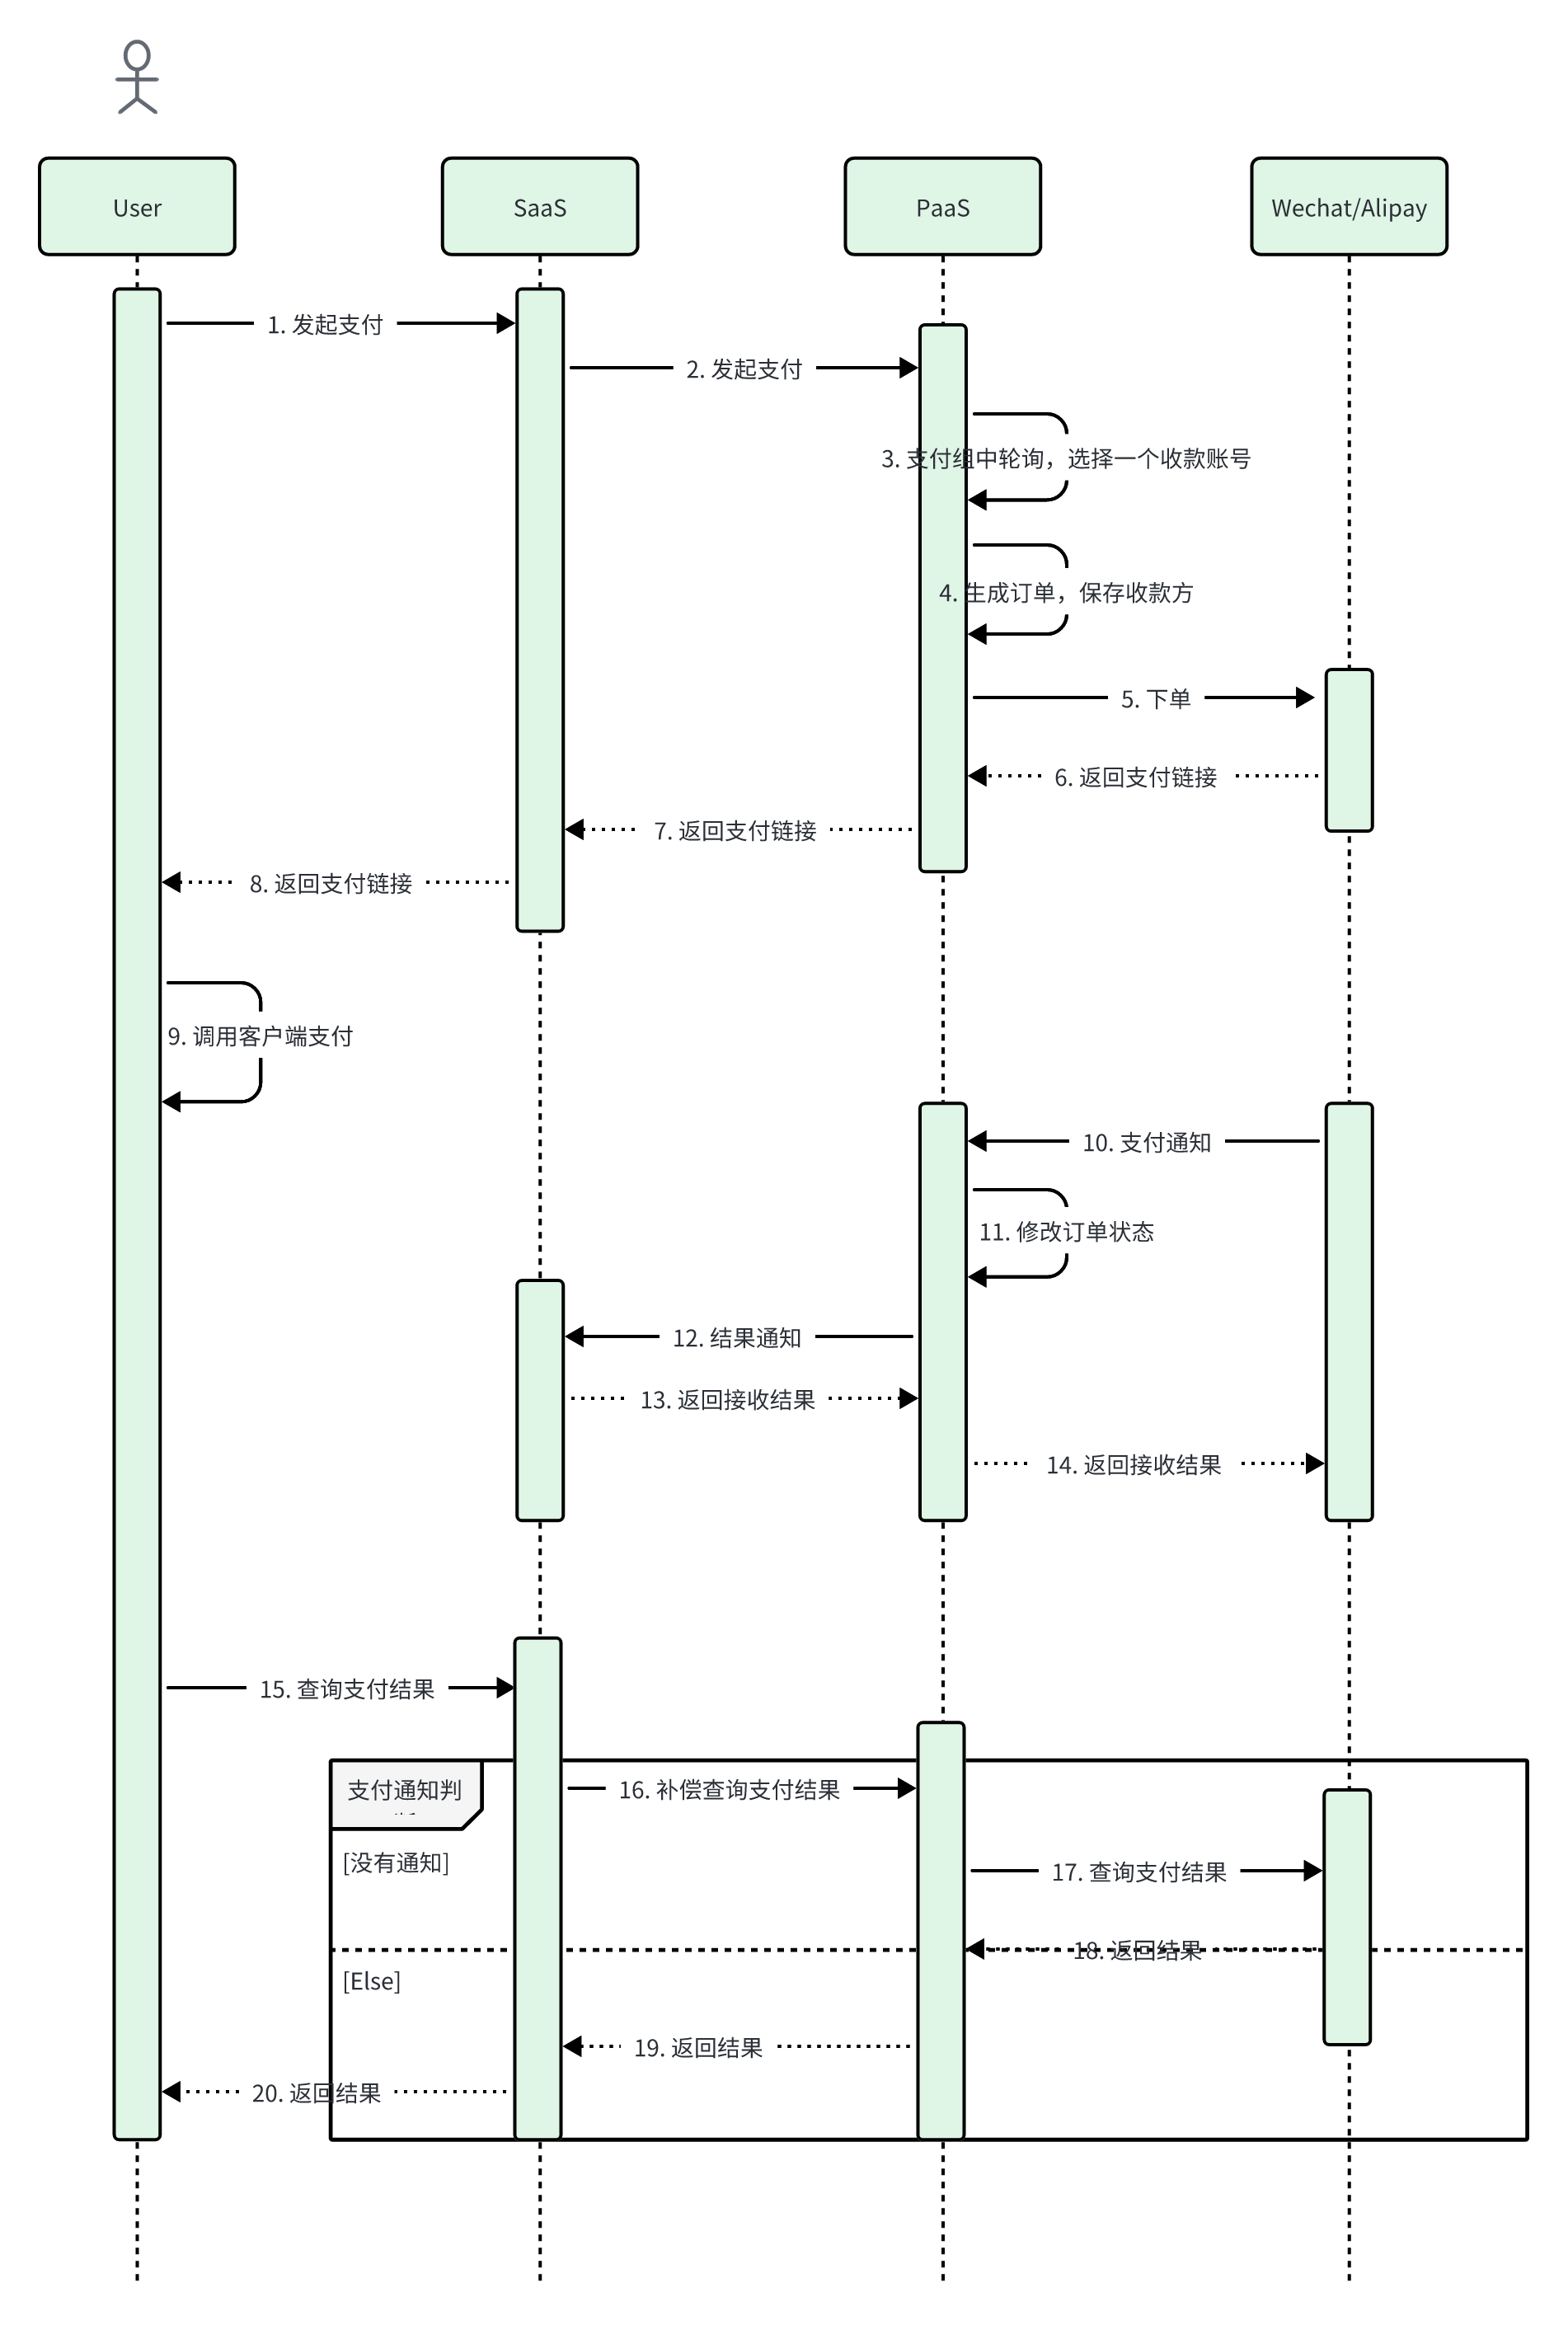 User
SaaS
PaaS
Wechat/Alipay
1. 发起支付
2. 发起支付
3. 支付组中轮询，选择一个收款账号
4. 生成订单，保存收款方
5. 下单
6. 返回支付链接
7. 返回支付链接
8. 返回支付链接
9. 调用客户端支付
10. 支付通知
11. 修改订单状态
12. 结果通知
13. 返回接收结果
14. 返回接收结果
15. 查询支付结果
支付通知判
16. 补偿查询支付结果
[没有通知]
17. 查询支付结果
18. 返回结果
[Else]
19. 返回结果
20. 返回结果